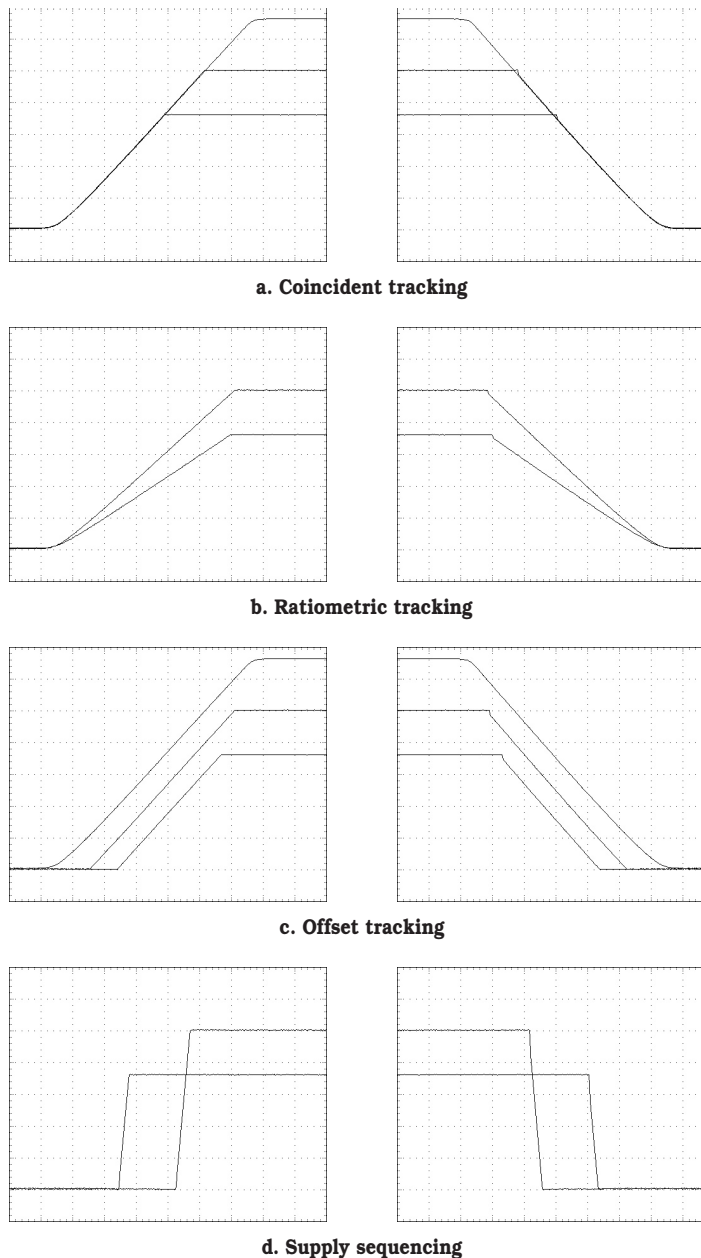 a. Coincident tracking
b. Ratiometric tracking
c. Offset tracking
d. Supply sequencing